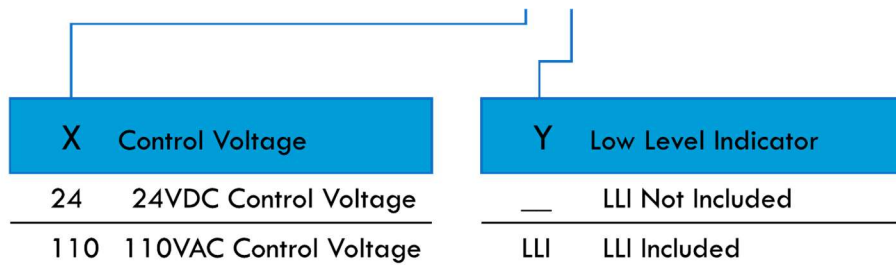 X Control Voltage
24 24VDC Control Voltage
110 110VAC Control Voltage
Y Low Level Indicator
__ LLI Not Included
LLI LLI Included